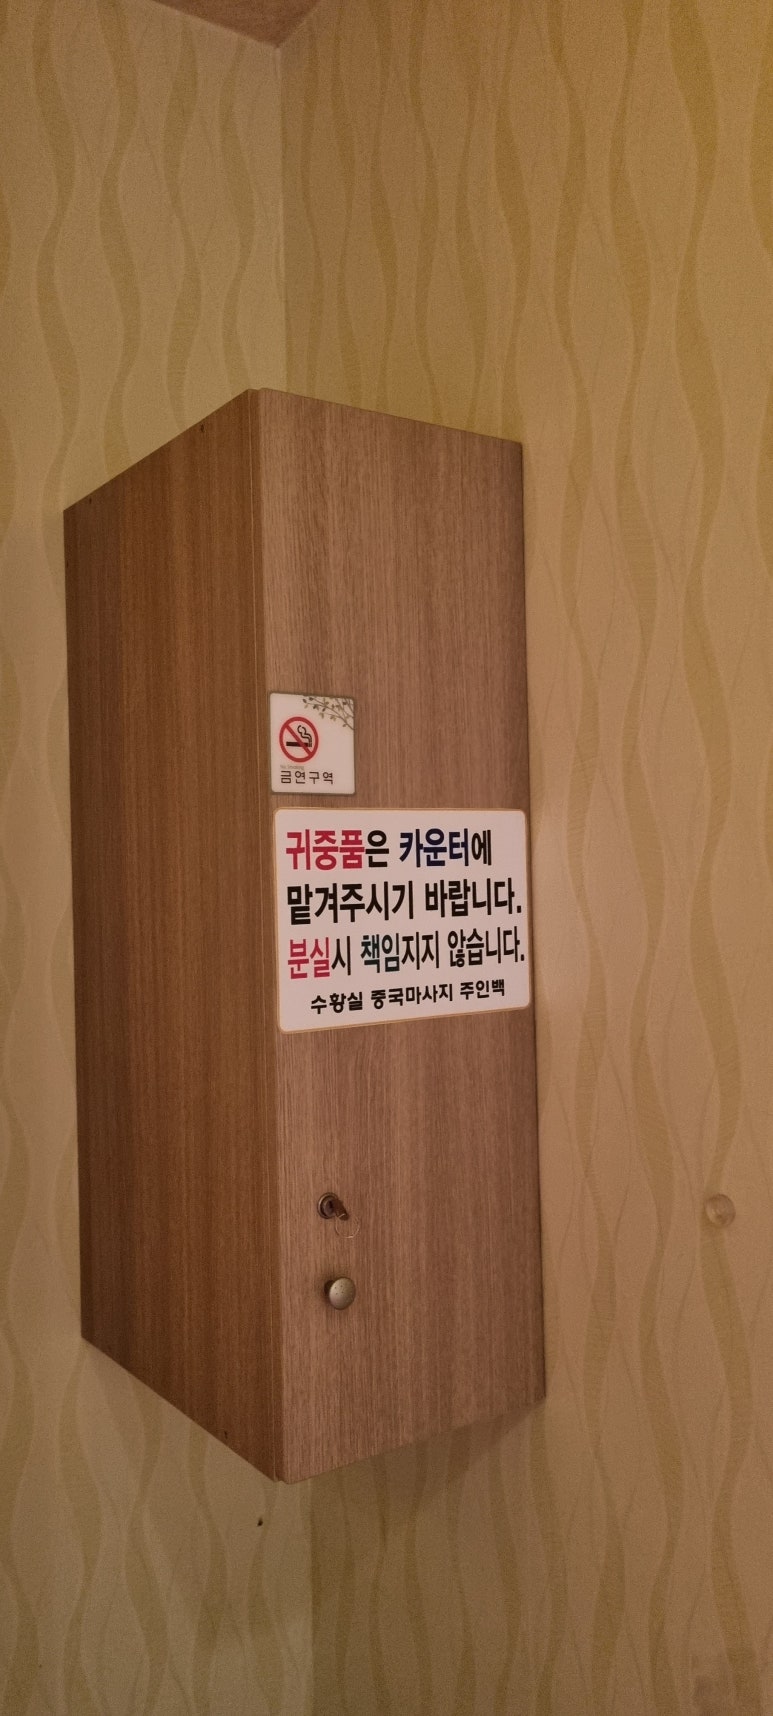 금연구역
귀중품은 카운터에
맡겨주시기 바랍니다.
분실시 책임지지 않습니다.
수황실 중국마사지 주인백